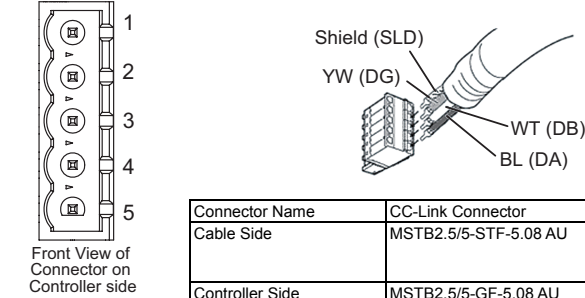 1
2
3
4
5
Front View of
Connector on
Controller side
Shield (SLD)
YW (DG)
WT (DB)
BL (DA)
Connector Name CC-Link Connector
Cable Side MSTB2.5/5-STF-5.08 AU
Controller Side MSTB2.5/5-GF-5.08 AU